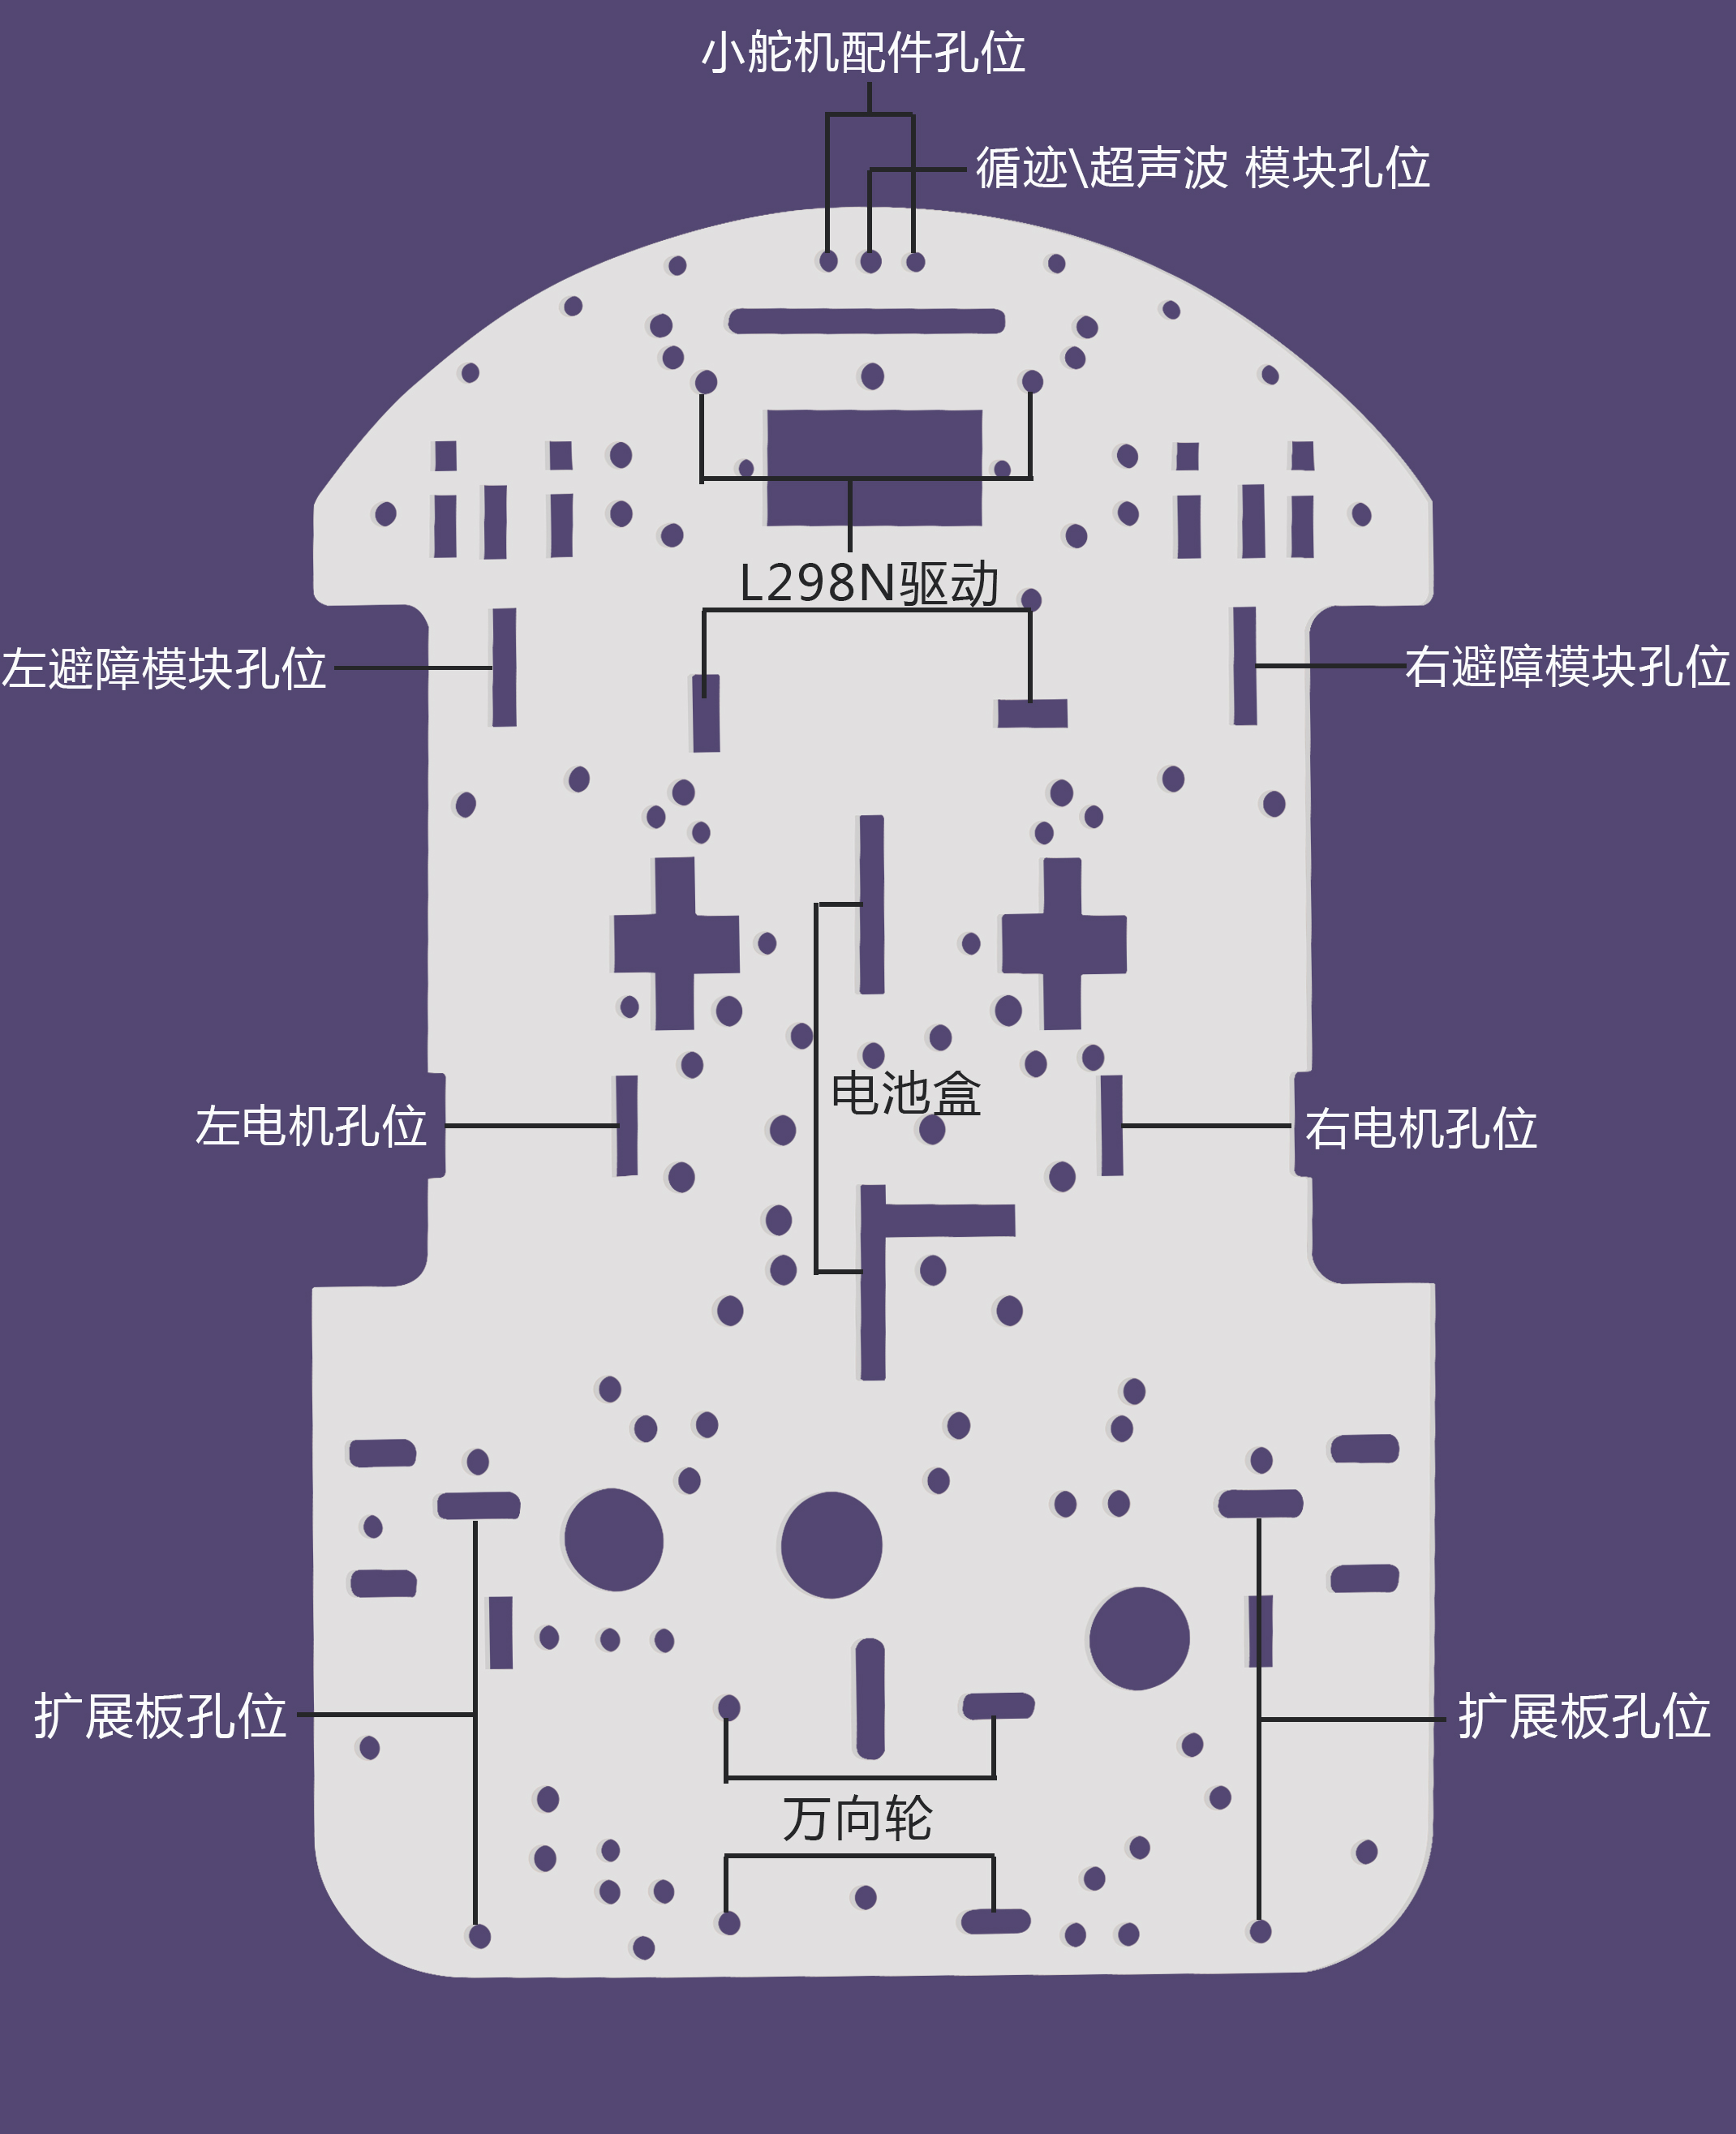 小舵机配件孔位
循迹\超声波 模块孔位
L298N驱动
左避障模块孔位
右避障模块孔位
电池盒
左电机孔位
右电机孔位
扩展板孔位
扩展板孔位
万向轮